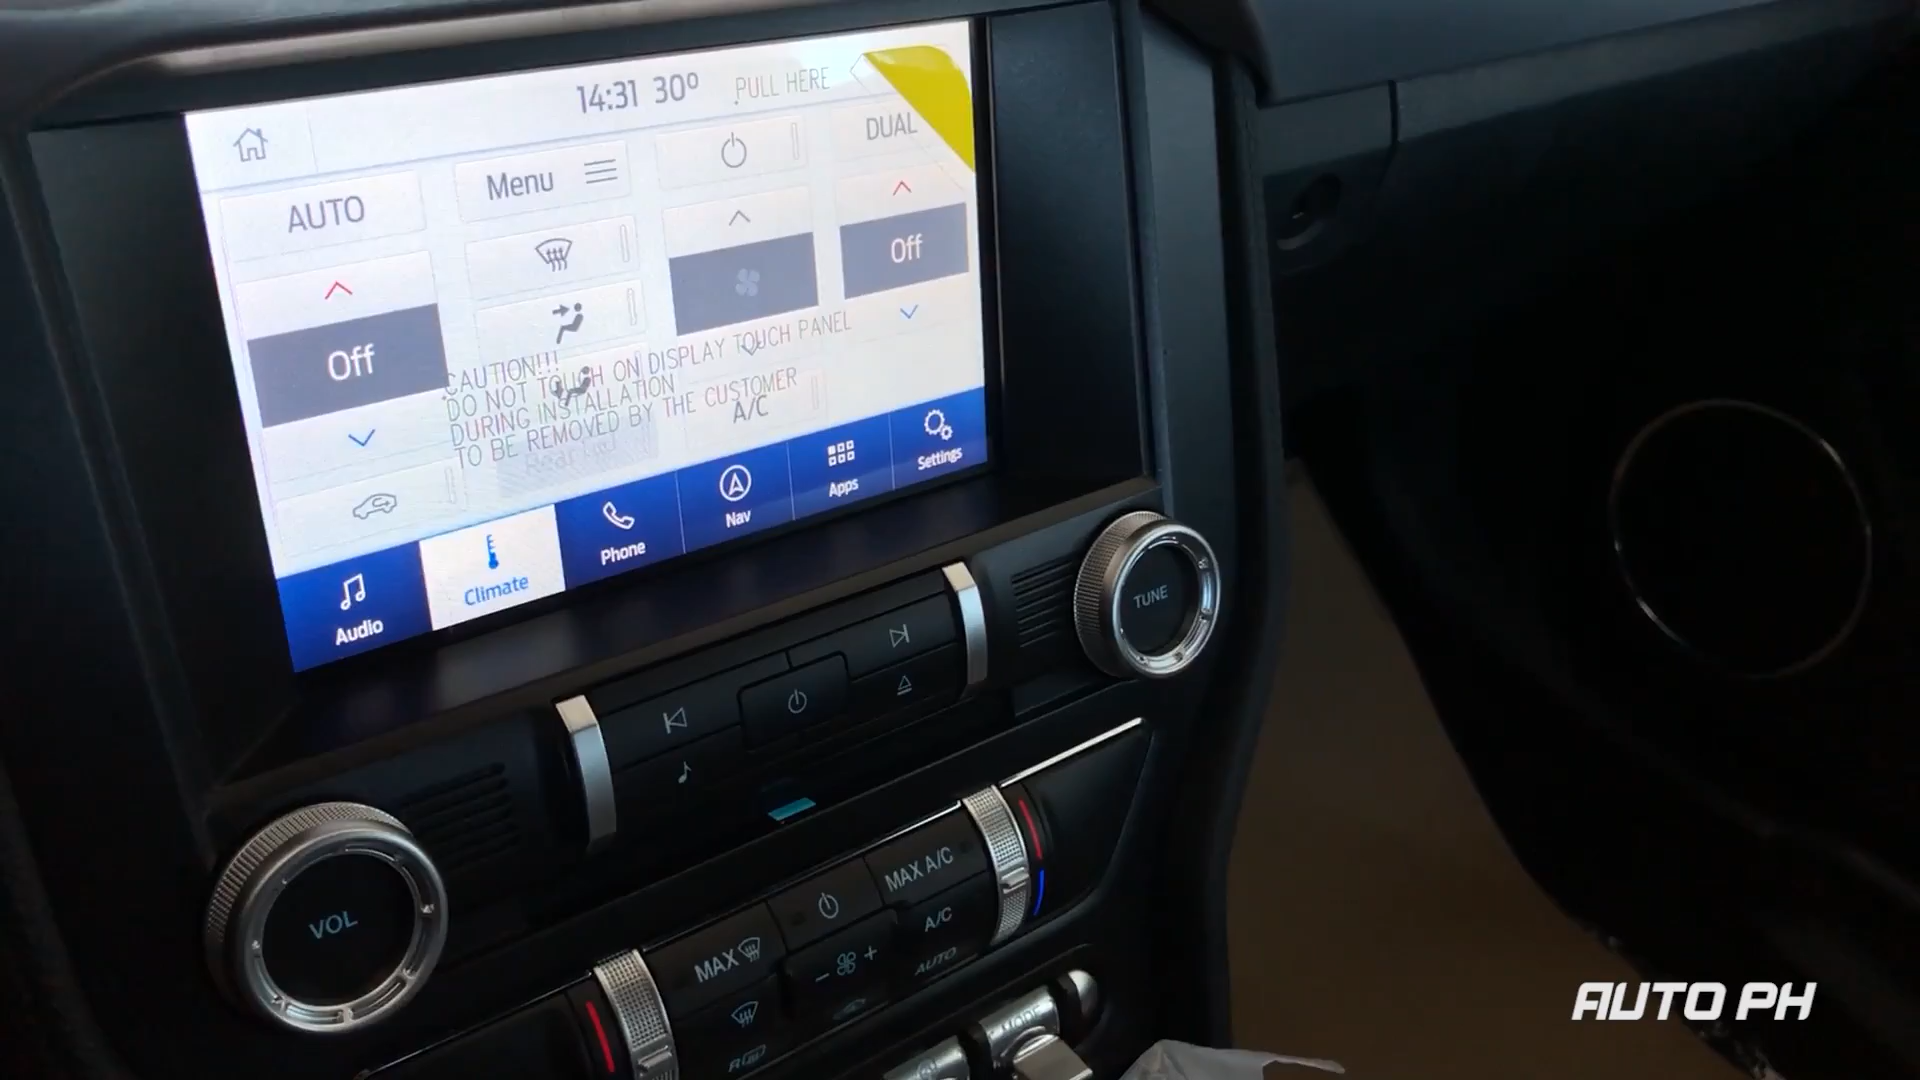 14:31 30°
PULL HERE
DUAL
Menu
AUTO
Off
Off
CAUTION!!!
DO NOT TOUCH ON DISPLAY TOUCH PANEL
DURING INSTALLATION
TO BE REMOVED BY THE CUSTOMER
A/C
Rear
Audio
Climate
Phone
Nav
Apps
Settings
TUNE
VOL
MAX A/C
MAX
A/C
- +
AUTO
R
MODE
AUTO PH